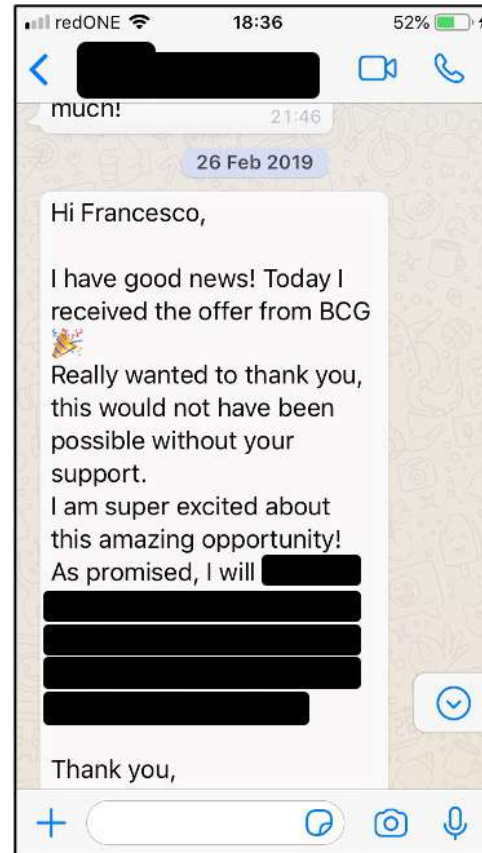 redONE 18:36 52%
much!
21:46
26 Feb 2019
Hi Francesco,
I have good news! Today I
received the offer from BCG
🎉
Really wanted to thank you,
this would not have been
possible without your
support.
I am super excited about
this amazing opportunity!
As promised, I will
Thank you,